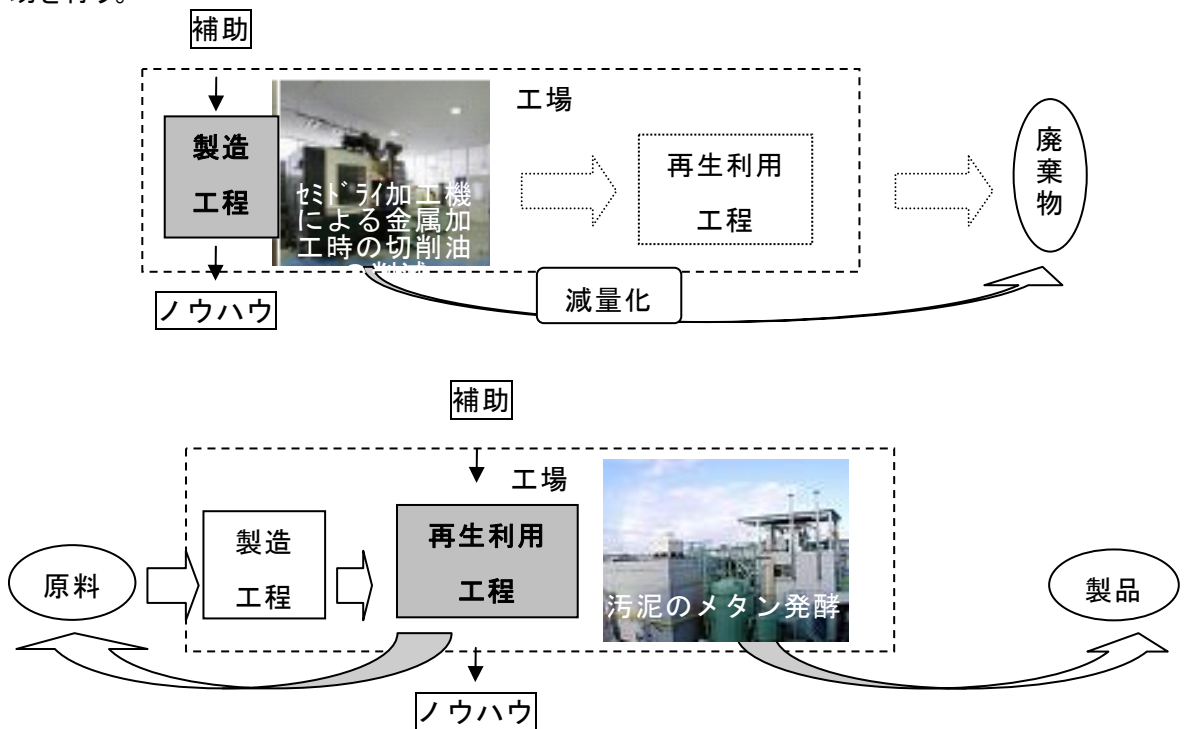 補助
工場
製造
工程
ｾﾐﾄﾞﾗｲ加工機
による金属加
工時の切削油
再生利用
工程
廃棄物
減量化
ノウハウ
補助
工場
原料
製造
工程
再生利用
工程
汚泥のメタン発酵
製品
ノウハウ